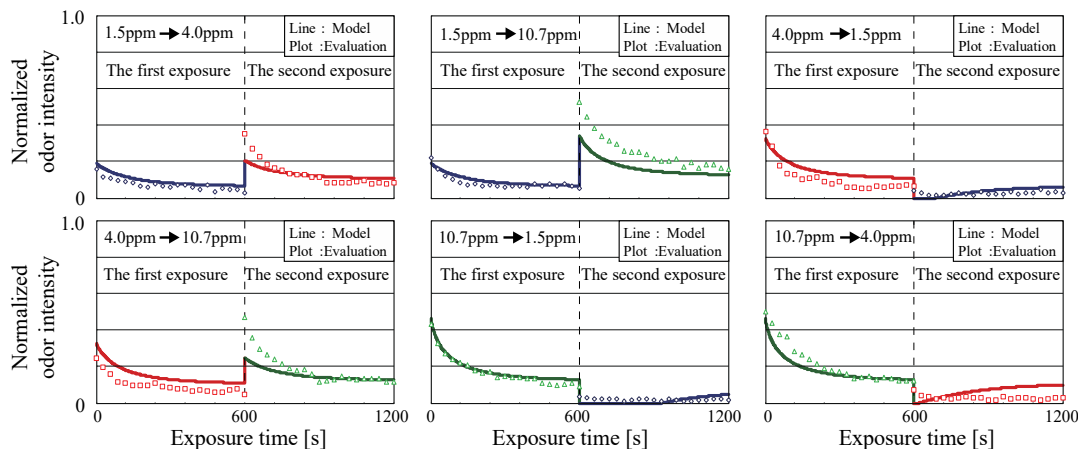 1.0
1.5ppm → 4.0ppm
Line : Model
Plot :Evaluation
The first exposure
The second exposure
1.5ppm → 10.7ppm
Line : Model
Plot :Evaluation
The first exposure
The second exposure
4.0ppm → 1.5ppm
Line : Model
Plot :Evaluation
The first exposure
The second exposure
Normalized
odor intensity
0
1.0
4.0ppm → 10.7ppm
Line : Model
Plot :Evaluation
The first exposure
The second exposure
10.7ppm → 1.5ppm
Line : Model
Plot :Evaluation
The first exposure
The second exposure
10.7ppm → 4.0ppm
Line : Model
Plot :Evaluation
The first exposure
The second exposure
Normalized
odor intensity
0
0 600 1200
0 600 1200
0 600 1200
Exposure time [s]
Exposure time [s]
Exposure time [s]